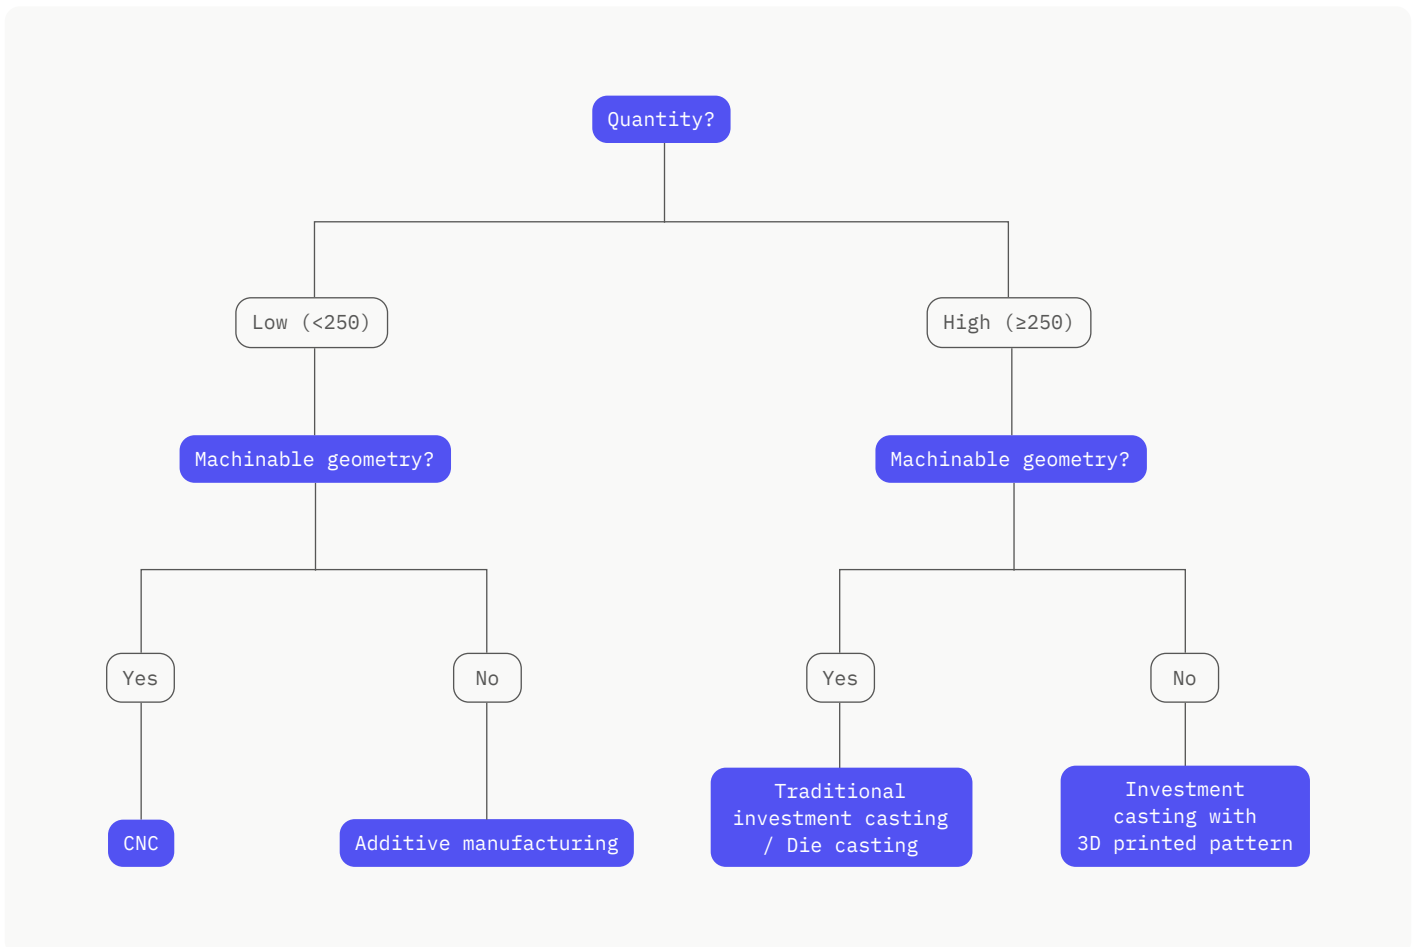 Quantity?
Low (<250)
High (≥250)
Machinable geometry?
Machinable geometry?
Yes
No
Yes
No
CNC
Additive manufacturing
Traditional
investment casting
/ Die casting
Investment
casting with
3D printed pattern